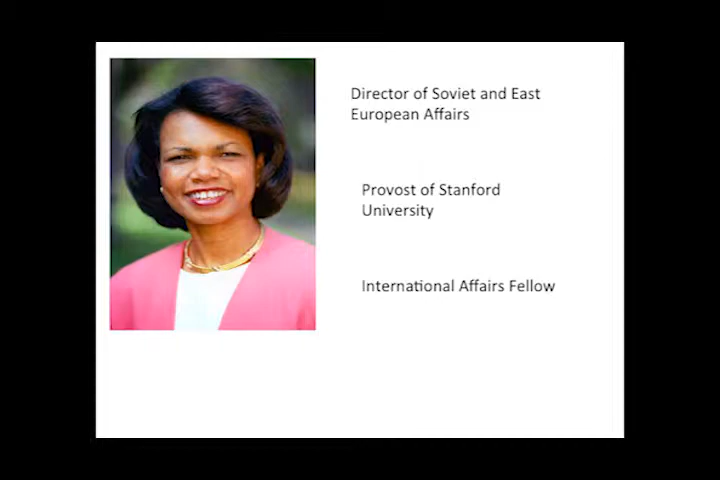 Director of Soviet and East
European Affairs
Provost of Stanford
University
International Affairs Fellow